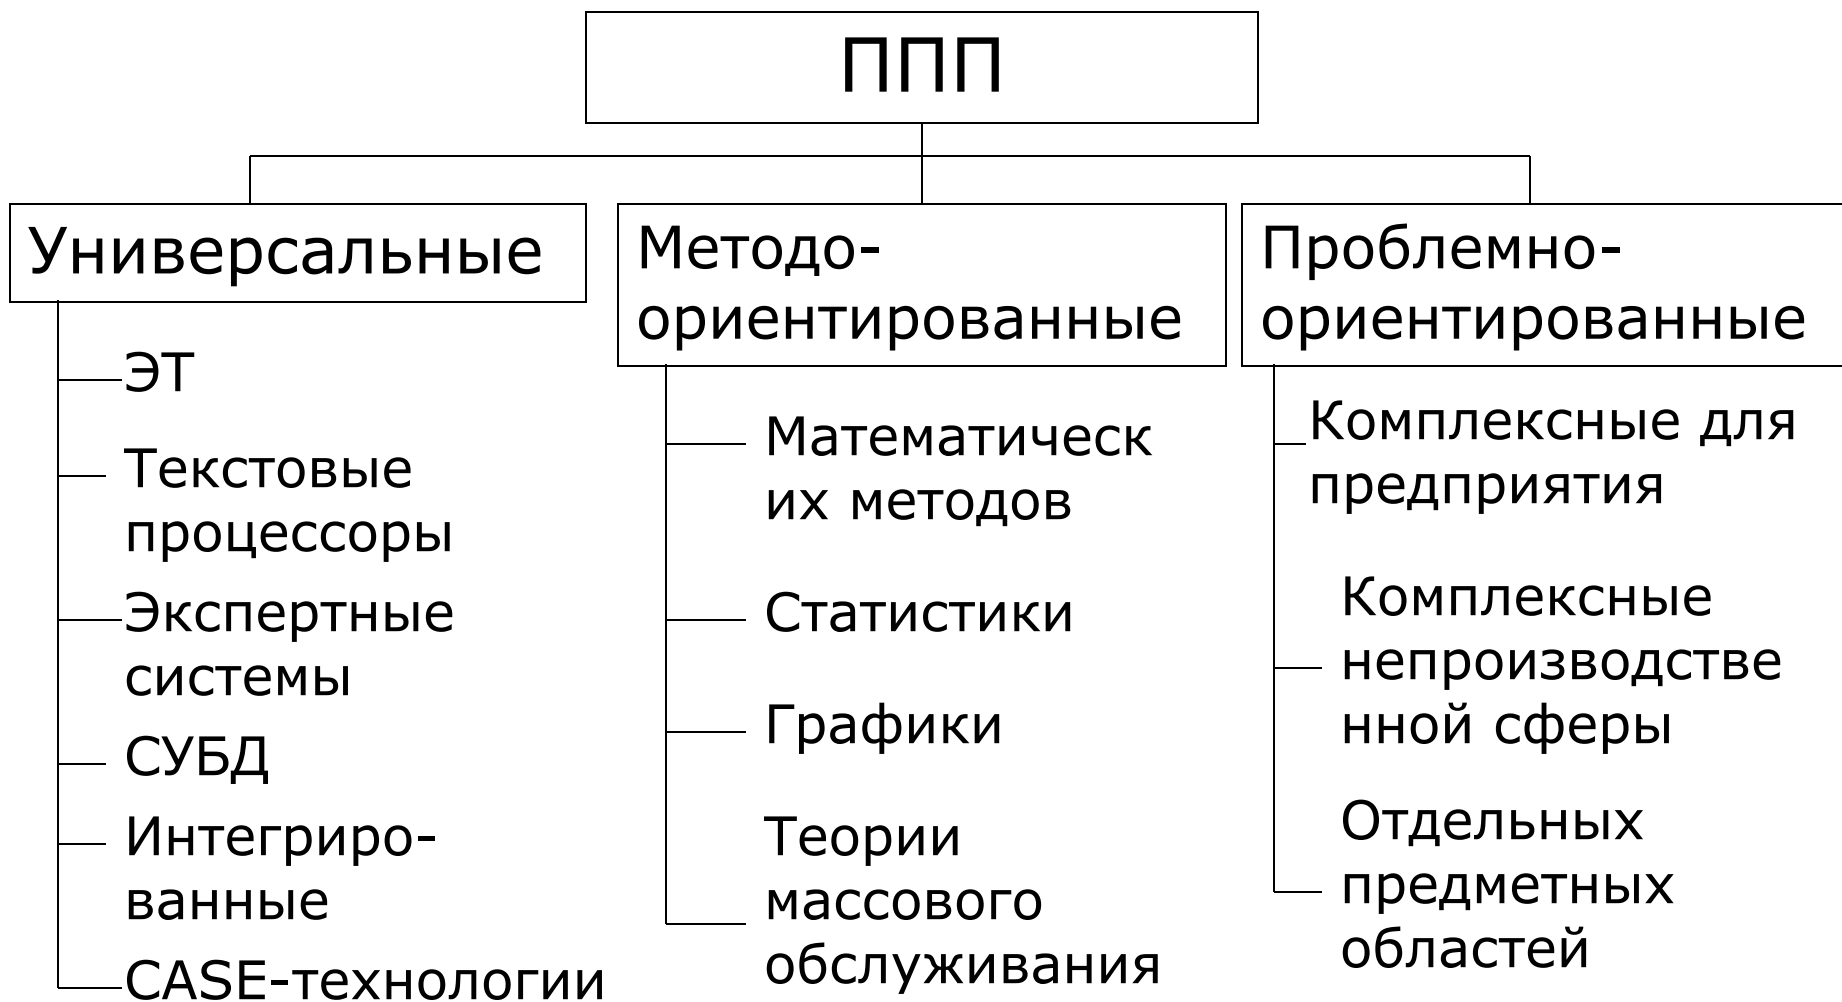 ППП
Универсальные
ЭТ
Текстовые
процессоры
Экспертные
системы
СУБД
Интегриро-
ванные
CASE-технологии
Методо-
ориентированные
Математическ
их методов
Статистики
Графики
Теории
массового
обслуживания
Проблемно-
ориентированные
Комплексные для
предприятия
Комплексные
непроизводстве
нной сферы
Отдельных
предметных
областей